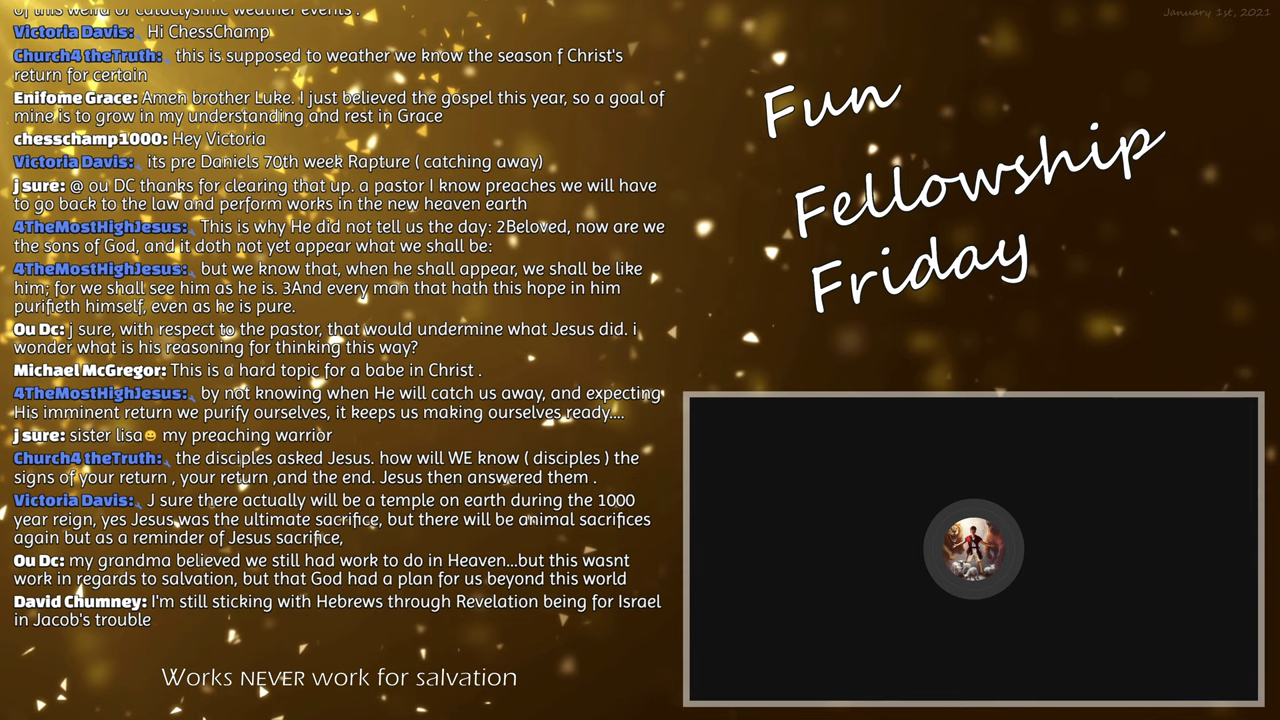 of this weird or cataclysmic weather events .
Victoria Davis: Hi ChessChamp
Church4 theTruth: this is supposed to weather we know the season f Christ's
return for certain
Enifome Grace: Amen brother Luke. I just believed the gospel this year, so a goal of
mine is to grow in my understanding and rest in Grace
chesschamp1000: Hey Victoria
Victoria Davis: its pre Daniels 70th week Rapture ( catching away)
j sure: @ ou DC thanks for clearing that up. a pastor I know preaches we will have
to go back to the law and perform works in the new heaven earth
4TheMostHighJesus: This is why He did not tell us the day: 2Beloved, now are we
the sons of God, and it doth not yet appear what we shall be:
4TheMostHighJesus: but we know that, when he shall appear, we shall be like
him; for we shall see him as he is. 3And every man that hath this hope in him
purifieth himself, even as he is pure.
Ou Dc: j sure, with respect to the pastor, that would undermine what Jesus did. i
wonder what is his reasoning for thinking this way?
Michael McGregor: This is a hard topic for a babe in Christ .
4TheMostHighJesus: by not knowing when He will catch us away, and expecting
His imminent return we purify ourselves, it keeps us making ourselves ready....
j sure: sister lisa😀 my preaching warrior
Church4 theTruth: the disciples asked Jesus. how will WE know ( disciples ) the
signs of your return , your return ,and the end. Jesus then answered them .
Victoria Davis: J sure there actually will be a temple on earth during the 1000
year reign, yes Jesus was the ultimate sacrifice, but there will be animal sacrifices
again but as a reminder of Jesus sacrifice,
Ou Dc: my grandma believed we still had work to do in Heaven...but this wasnt
work in regards to salvation, but that God had a plan for us beyond this world
David Chumney: I'm still sticking with Hebrews through Revelation being for Israel
in Jacob's trouble
Works NEVER work for salvation
January 1st, 2021
Fun
Fellowship
Friday